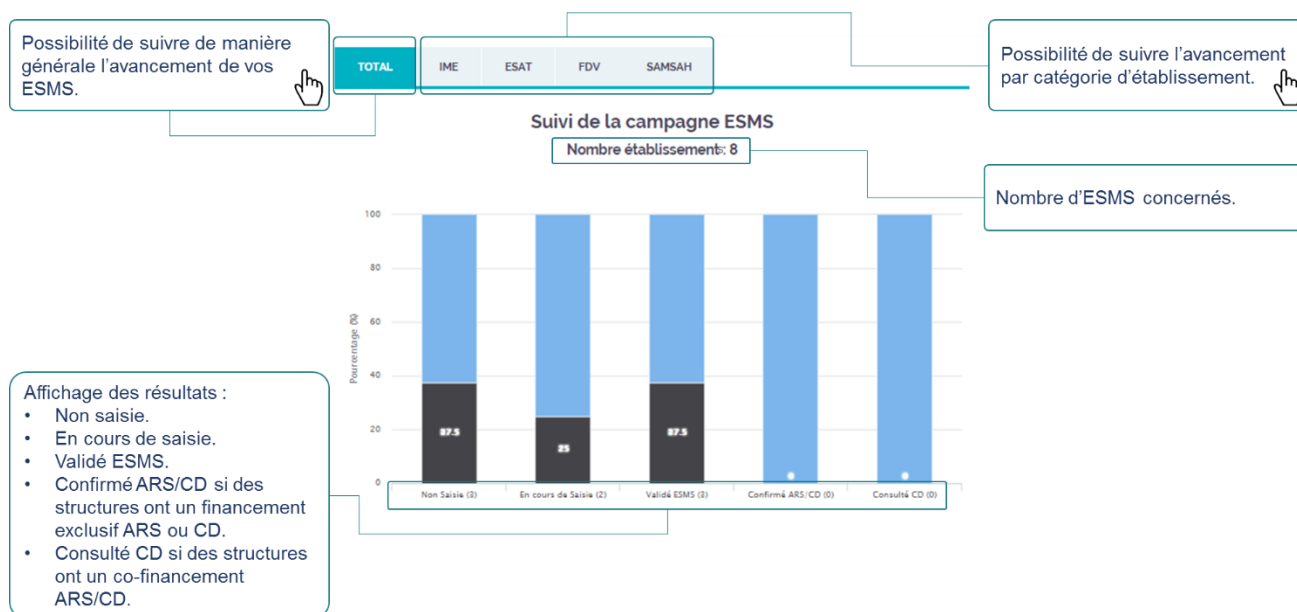 Possibilité de suivre de manière
générale l'avancement de vos
ESMS.
TOTAL
IME
ESAT
FDV
SAMSAH
Possibilité de suivre l'avancement
par catégorie d'établissement.
Suivi de la campagne ESMS
Nombre établissements: 8
Nombre d'ESMS concernés.
Pourcentage (%)
100
80
60
40
20
0
37.5
25
37.5
0
0
Non Saisie (3)
En cours de Saisie (2)
Validé ESMS (3)
Confirmé ARS/CD (0)
Consulté CD (0)
Affichage des résultats :
• Non saisie.
• En cours de saisie.
• Validé ESMS.
• Confirmé ARS/CD si des
structures ont un financement
exclusif ARS ou CD.
• Consulté CD si des structures
ont un co-financement
ARS/CD.